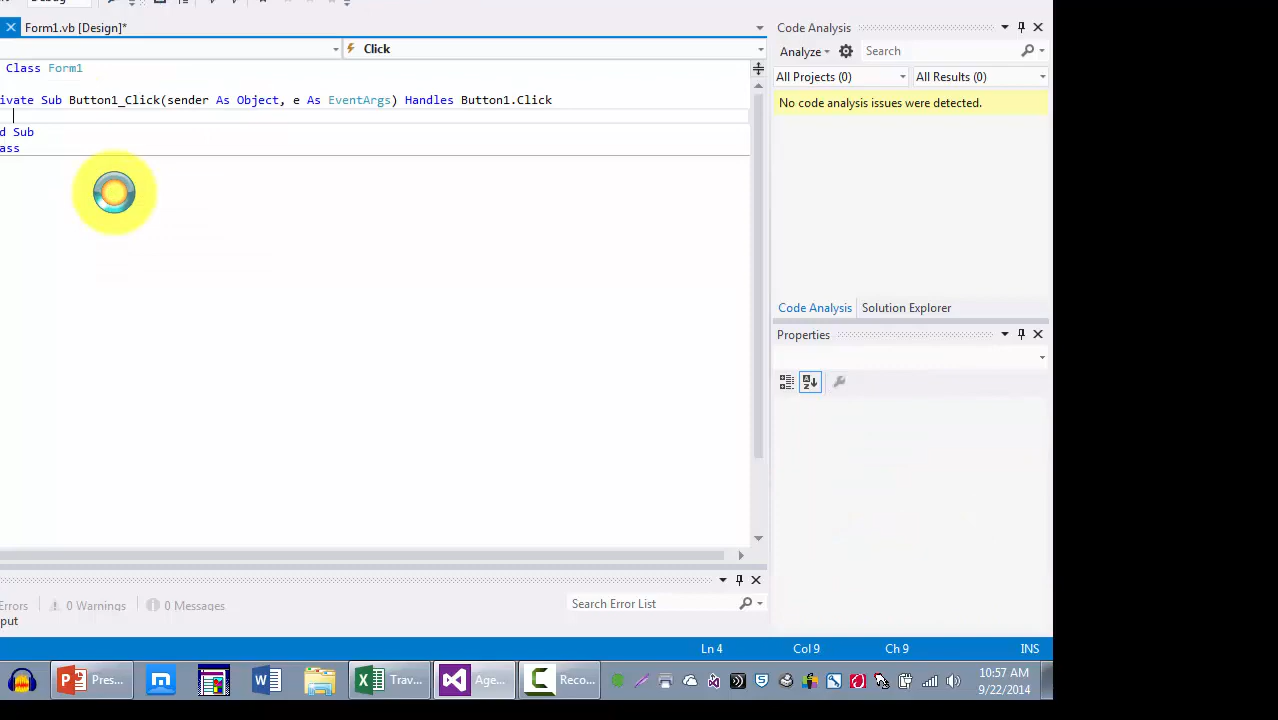 Form1.vb [Design]*
Click
Class Form1
ivate Sub Button1_Click(sender As Object, e As EventArgs) Handles Button1.Click
d Sub
ass
Code Analysis
Analyze
Search
All Projects (0)
All Results (0)
No code analysis issues were detected.
Code Analysis
Solution Explorer
Properties
Errors
0 Warnings
0 Messages
Search Error List
put
Ln 4
Col 9
Ch 9
INS
Pres...
Trav...
Age...
Reco...
10:57 AM
9/22/2014